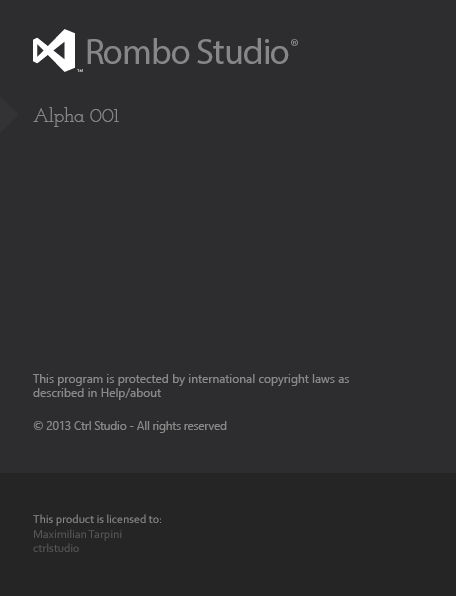 ™ Rombo Studio®
Alpha 001
This program is protected by international copyright laws as
described in Help/about
© 2013 Ctrl Studio - All rights reserved
This product is licensed to:
Maximilian Tarpini
ctrlstudio